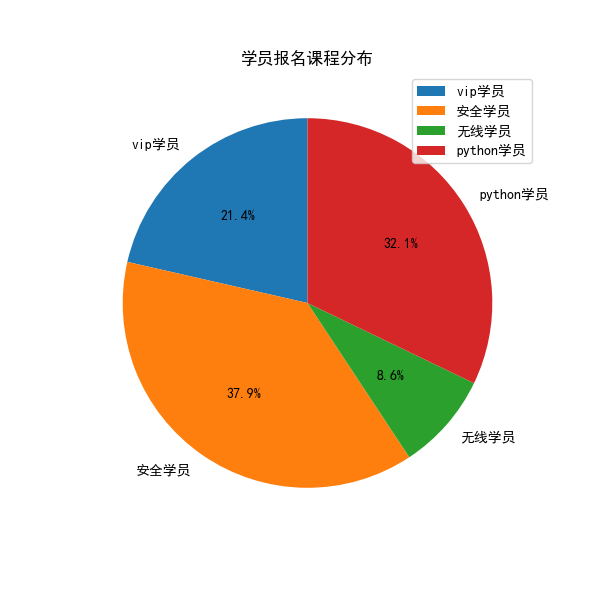 学员报名课程分布
vip学员
安全学员
无线学员
python学员
vip学员
python学员
21.4%
32.1%
8.6%
37.9%
无线学员
安全学员